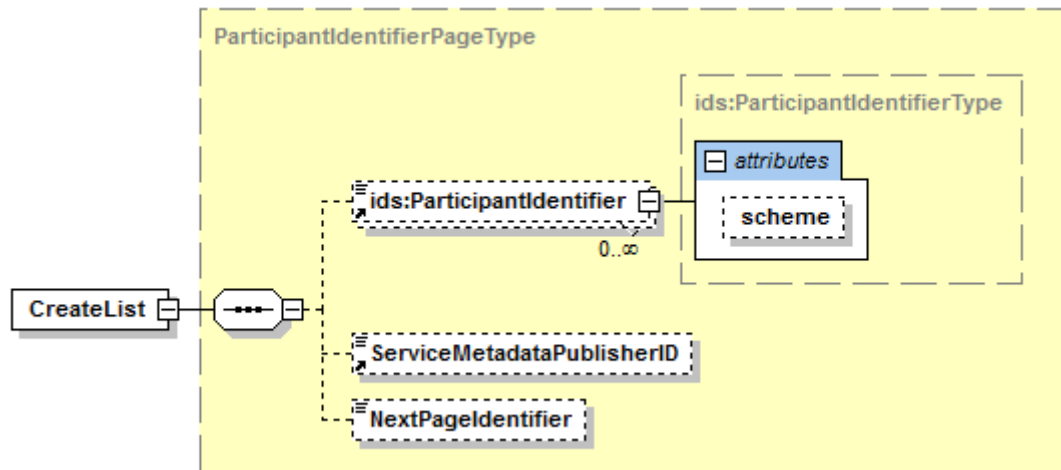 ParticipantIdentifierPageType
ids:ParticipantIdentifierType
attributes
ids:ParticipantIdentifier
scheme
0..∞
CreateList
ServiceMetadataPublisherID
NextPageIdentifier